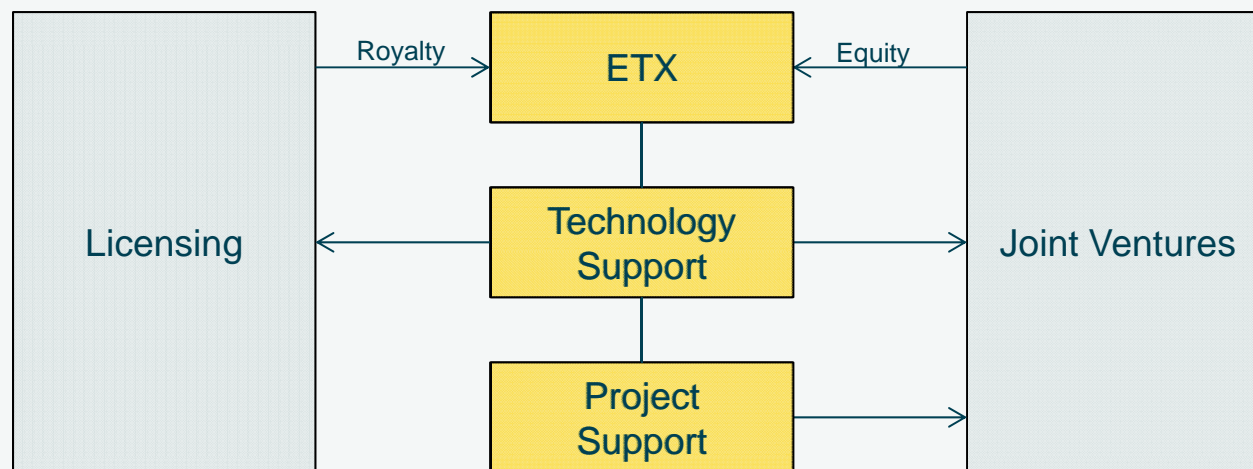 Royalty
ETX
Equity
Licensing
Technology
Support
Joint Ventures
Project
Support